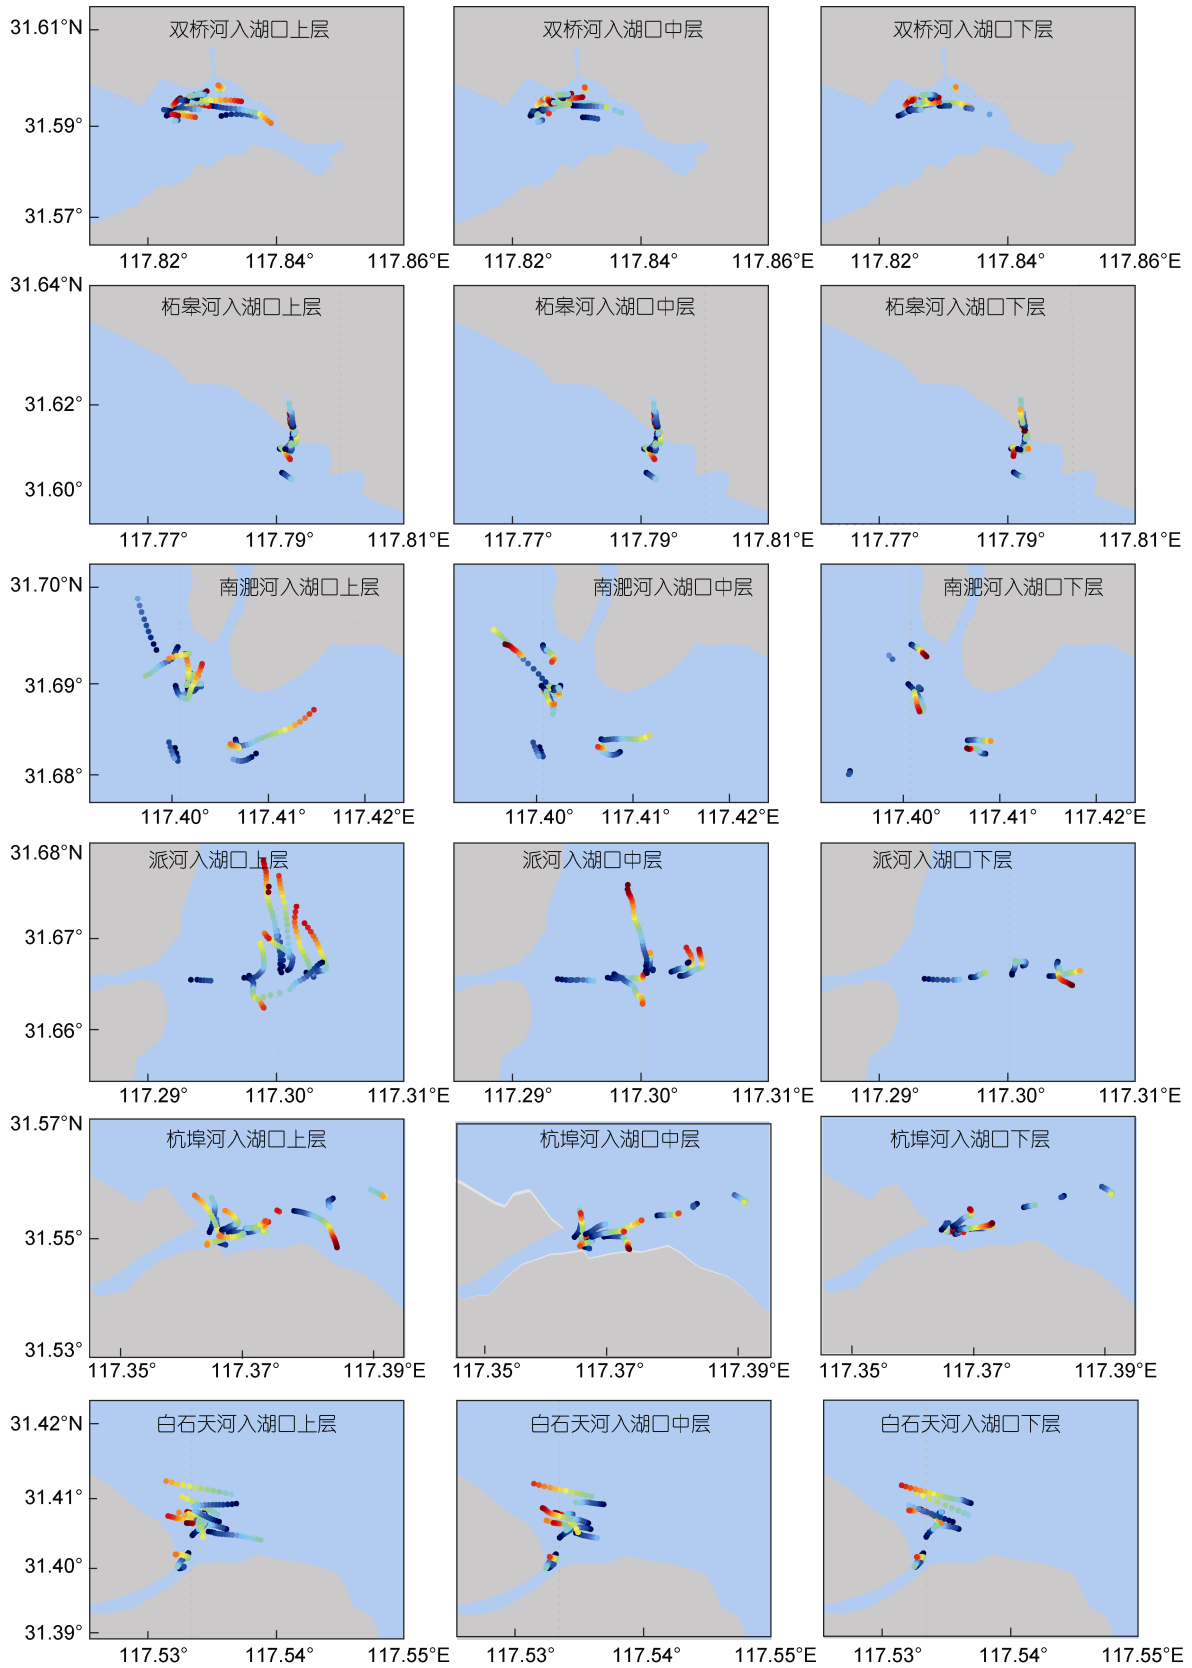 31.61°N
双桥河入湖口上层
双桥河入湖口中层
双桥河入湖口下层
31.59°
31.57°
117.82° 117.84° 117.86°E
117.82° 117.84° 117.86°E
117.82° 117.84° 117.86°E
31.64°N
柘皋河入湖口上层
柘皋河入湖口中层
柘皋河入湖口下层
31.62°
31.60°
117.77° 117.79° 117.81°E
117.77° 117.79° 117.81°E
117.77° 117.79° 117.81°E
31.70°N
南淝河入湖口上层
南淝河入湖口中层
南淝河入湖口下层
31.69°
31.68°
117.40° 117.41° 117.42°E
117.40° 117.41° 117.42°E
117.40° 117.41° 117.42°E
31.68°N
派河入湖口上层
派河入湖口中层
派河入湖口下层
31.67°
31.66°
117.29° 117.30° 117.31°E
117.29° 117.30° 117.31°E
117.29° 117.30° 117.31°E
31.57°N
杭埠河入湖口上层
杭埠河入湖口中层
杭埠河入湖口下层
31.55°
31.53°
117.35° 117.37° 117.39°E
117.35° 117.37° 117.39°E
117.35° 117.37° 117.39°E
31.42°N
白石天河入湖口上层
白石天河入湖口中层
白石天河入湖口下层
31.41°
31.40°
31.39°
117.53° 117.54° 117.55°E
117.53° 117.54° 117.55°E
117.53° 117.54° 117.55°E